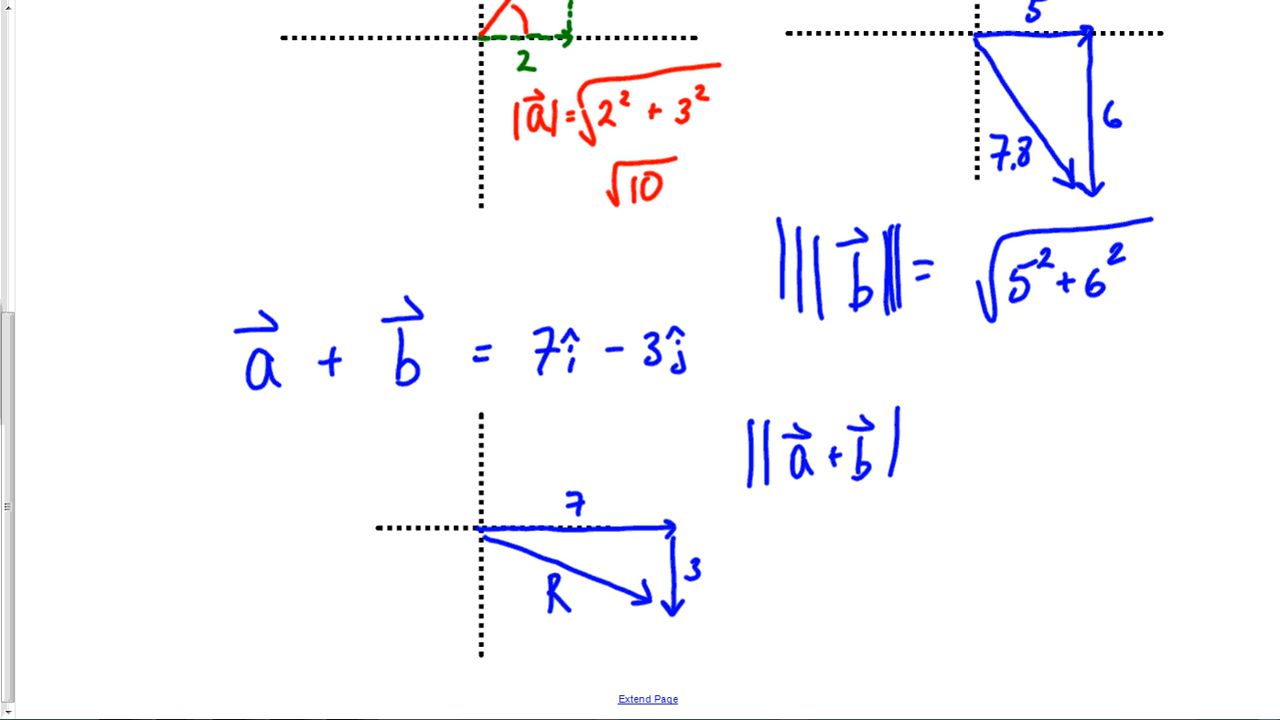 5
2
6
|a⃗| = √(2² + 3²)
7.8
√10
|||b⃗||| = √(5² + 6²)
a⃗ + b⃗ = 7î - 3ĵ
||a⃗ + b⃗|
7
3
R
Extend Page